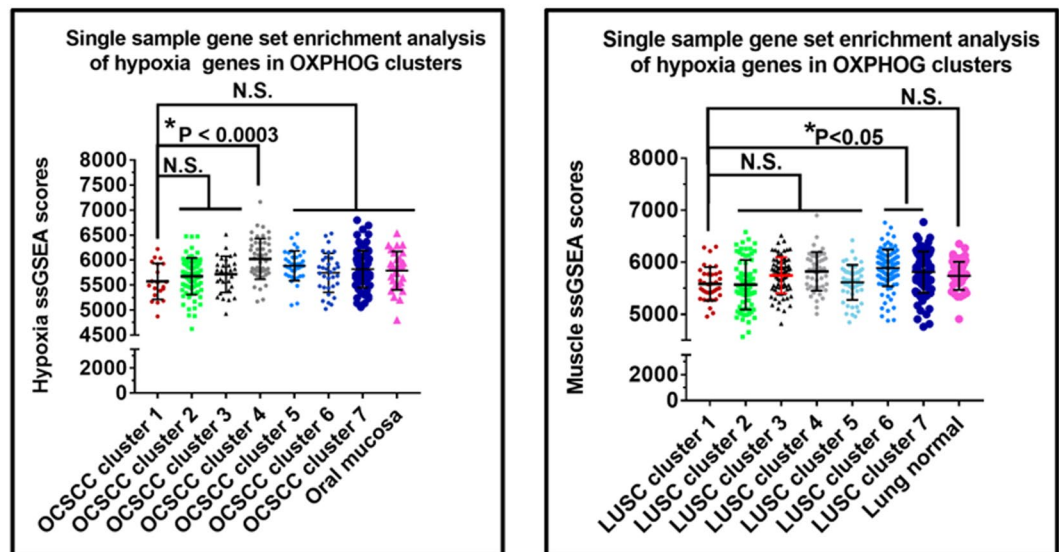 Single sample gene set enrichment analysis
of hypoxia genes in OXPHOG clusters
N.S.
*P < 0.0003
N.S.
Hypoxia ssGSEA scores
8000
7500
7000
6500
6000
5500
5000
4500
2000
0
OCSCC cluster 1
OCSCC cluster 2
OCSCC cluster 3
OCSCC cluster 4
OCSCC cluster 5
OCSCC cluster 6
OCSCC cluster 7
Oral mucosa
Single sample gene set enrichment analysis
of hypoxia genes in OXPHOG clusters
N.S.
*P<0.05
N.S.
Muscle ssGSEA scores
8000
7000
6000
5000
2000
0
LUSC cluster 1
LUSC cluster 2
LUSC cluster 3
LUSC cluster 4
LUSC cluster 5
LUSC cluster 6
LUSC cluster 7
Lung normal